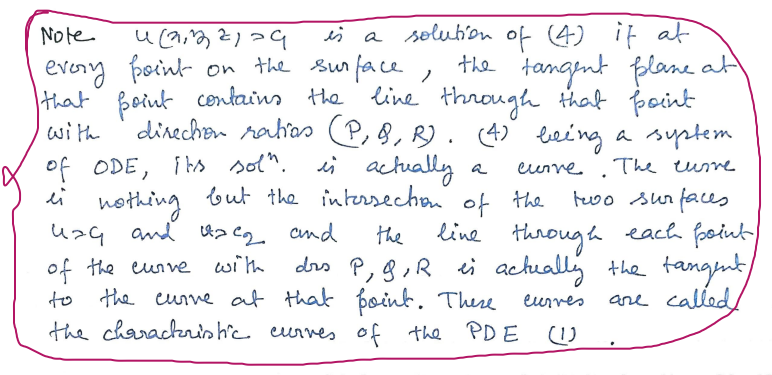 Note u(x,y,z)=c₁ is a solution of (4) if at
every point on the surface, the tangent plane at
that point contains the line through that point
with direction ratios (P, Q, R). (4) being a system
of ODE, its solⁿ. is actually a curve. The curve
is nothing but the intersection of the two surfaces
u=c₁ and v=c₂ and the line through each point
of the curve with drs P, Q, R is actually the tangent
to the curve at that point. These curves are called
the characteristic curves of the PDE (1).